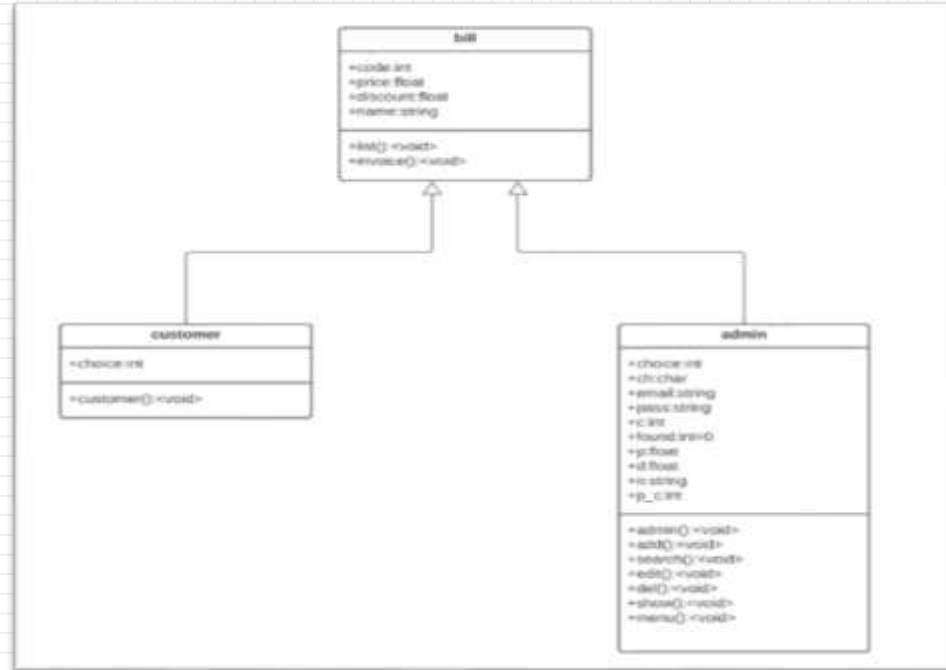 bill
+code:int
+price:float
+discount:float
+name:string
+list():<void>
+invoice():<void>
customer
+choice:int
+customer():<void>
admin
+choice:int
+ch:char
+email:string
+pass:string
+c:int
+found:int=0
+p:float
+d:float
+n:string
+p_c:int
+admin():<void>
+add():<void>
+search():<void>
+edit():<void>
+del():<void>
+show():<void>
+menu():<void>